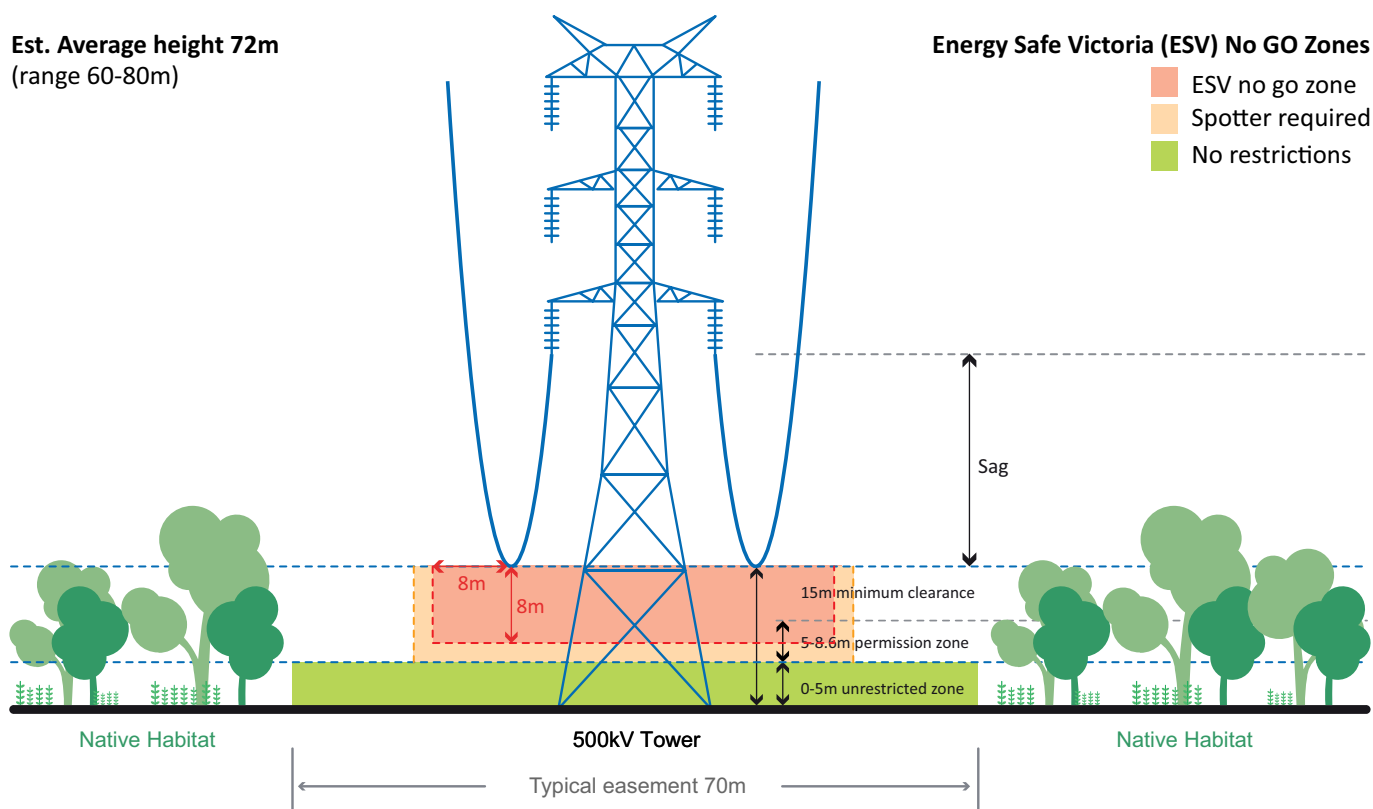 Est. Average height 72m
(range 60-80m)
Energy Safe Victoria (ESV) No GO Zones
ESV no go zone
Spotter required
No restrictions
Sag
8m
8m
15m minimum clearance
5-8.6m permission zone
0-5m unrestricted zone
Native Habitat
500kV Tower
Native Habitat
Typical easement 70m